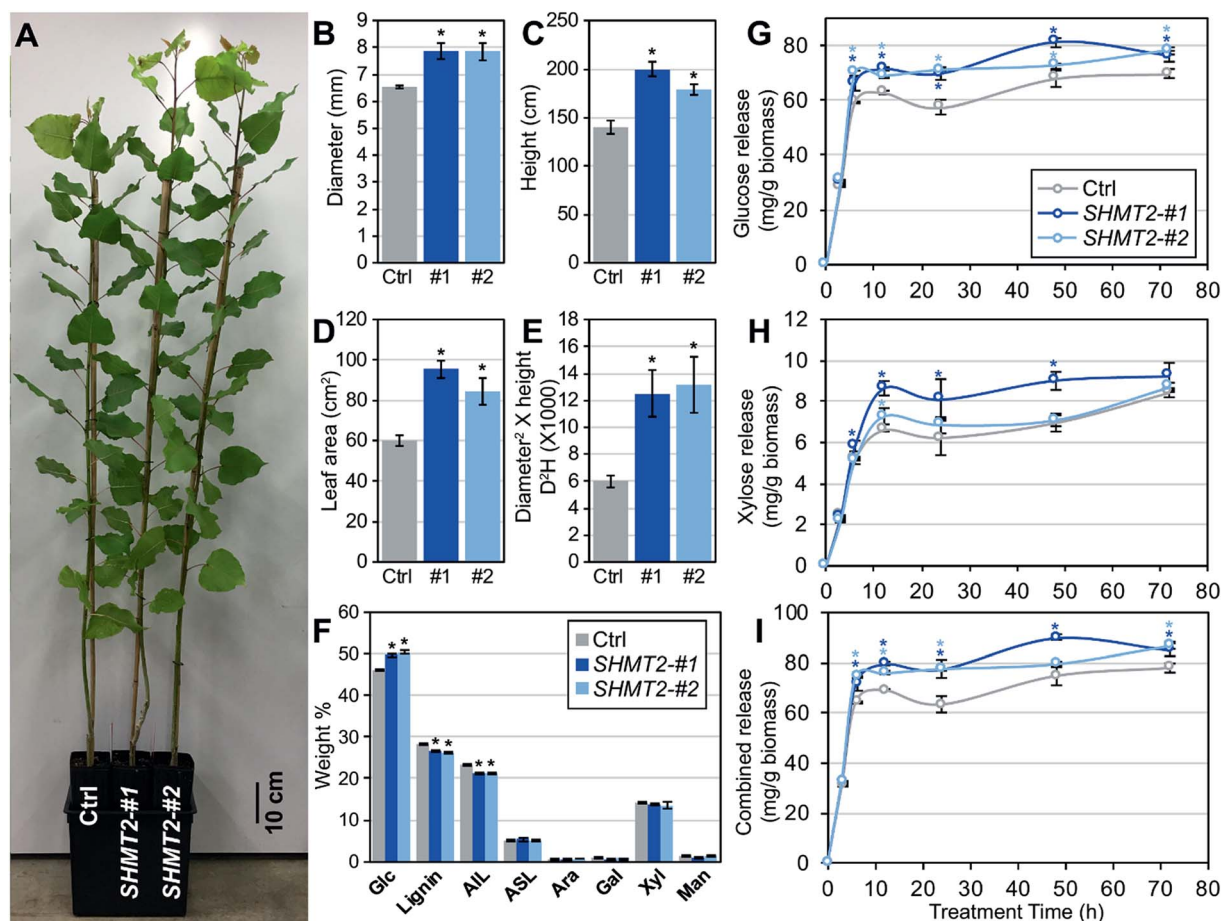 A
Ctrl
SHMT2-#1
SHMT2-#2
10 cm
B
Diameter (mm)
9
8
7
6
5
4
3
2
1
0
*
*
Ctrl #1 #2
C
Height (cm)
250
200
150
100
50
0
*
*
Ctrl #1 #2
D
Leaf area (cm²)
120
100
80
60
40
20
0
*
*
Ctrl #1 #2
E
Diameter² X height
D²H (X1000)
18
16
14
12
10
8
6
4
2
0
*
*
Ctrl #1 #2
F
Weight %
60
50
40
30
20
10
0
* *
* *
* *
Ctrl
SHMT2-#1
SHMT2-#2
Glc Lignin AIL ASL Ara Gal Xyl Man
G
Glucose release
(mg/g biomass)
80
60
40
20
0
* * * * *
* * * * *
Ctrl
SHMT2-#1
SHMT2-#2
0 10 20 30 40 50 60 70 80
H
Xylose release
(mg/g biomass)
12
10
8
6
4
2
0
* * * *
*
0 10 20 30 40 50 60 70 80
I
Combined release
(mg/g biomass)
100
80
60
40
20
0
* * * * *
* * * *
0 10 20 30 40 50 60 70 80
Treatment Time (h)